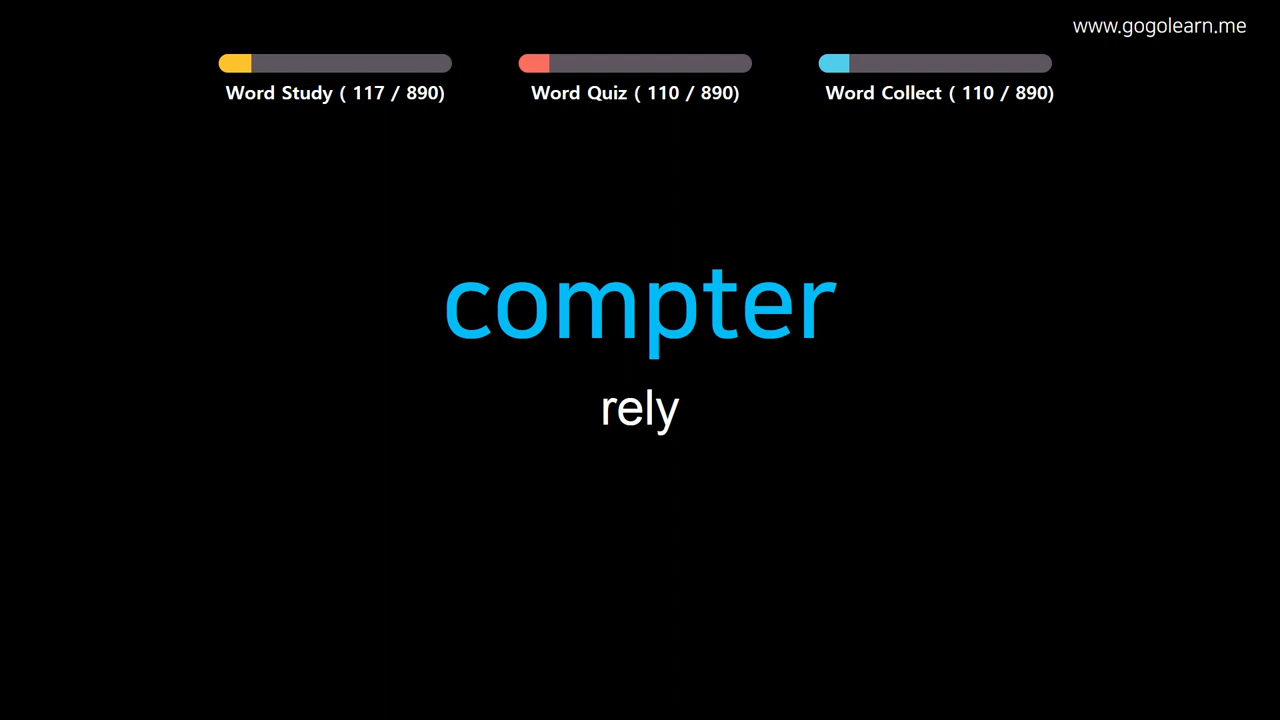 www.gogolearn.me
Word Study ( 117 / 890)
Word Quiz ( 110 / 890)
Word Collect ( 110 / 890)
compter
rely